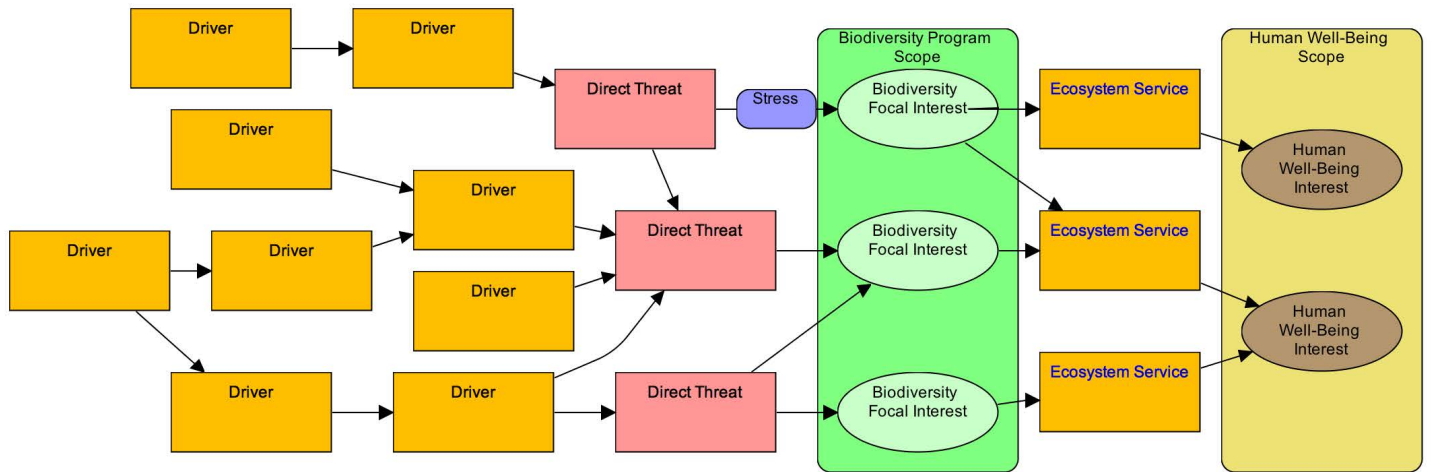 Driver
Driver
Biodiversity Program
Scope
Human Well-Being
Scope
Direct Threat
Stress
Biodiversity
Focal Interest
Ecosystem Service
Driver
Human
Well-Being
Interest
Driver
Driver
Driver
Direct Threat
Biodiversity
Focal Interest
Ecosystem Service
Driver
Human
Well-Being
Interest
Driver
Driver
Direct Threat
Biodiversity
Focal Interest
Ecosystem Service